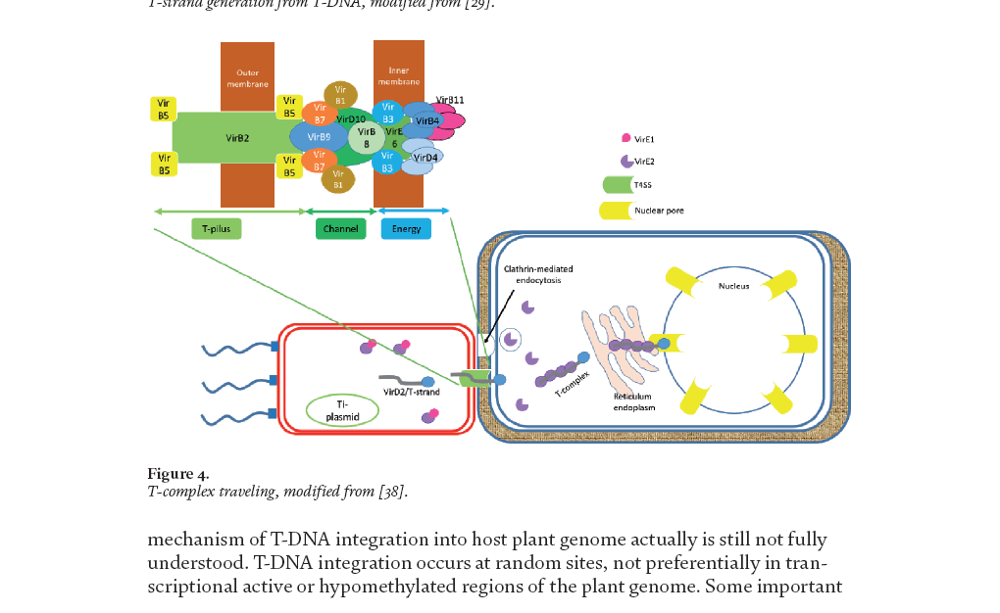 T-strand generation from T-DNA, modified from [29].
Outer
membrane
Inner
membrane
Vir
B5
Vir
B5
Vir
B1
Vir
B7
VirD10
Vir
B3
VirB11
VirB4
VirB2
VirB9
VirB
8
VirE
6
Vir
B5
Vir
B5
Vir
B7
Vir
B1
Vir
B3
VirD4
T-pilus
Channel
Energy
VirE1
VirE2
T4SS
Nuclear pore
Clathrin-mediated
endocytosis
Nucleus
VirD2/T-strand
Ti-
plasmid
T-complex
Reticulum
endoplasm
Figure 4.
T-complex traveling, modified from [38].
mechanism of T-DNA integration into host plant genome actually is still not fully
understood. T-DNA integration occurs at random sites, not preferentially in tran-
scriptional active or hypomethylated regions of the plant genome. Some important